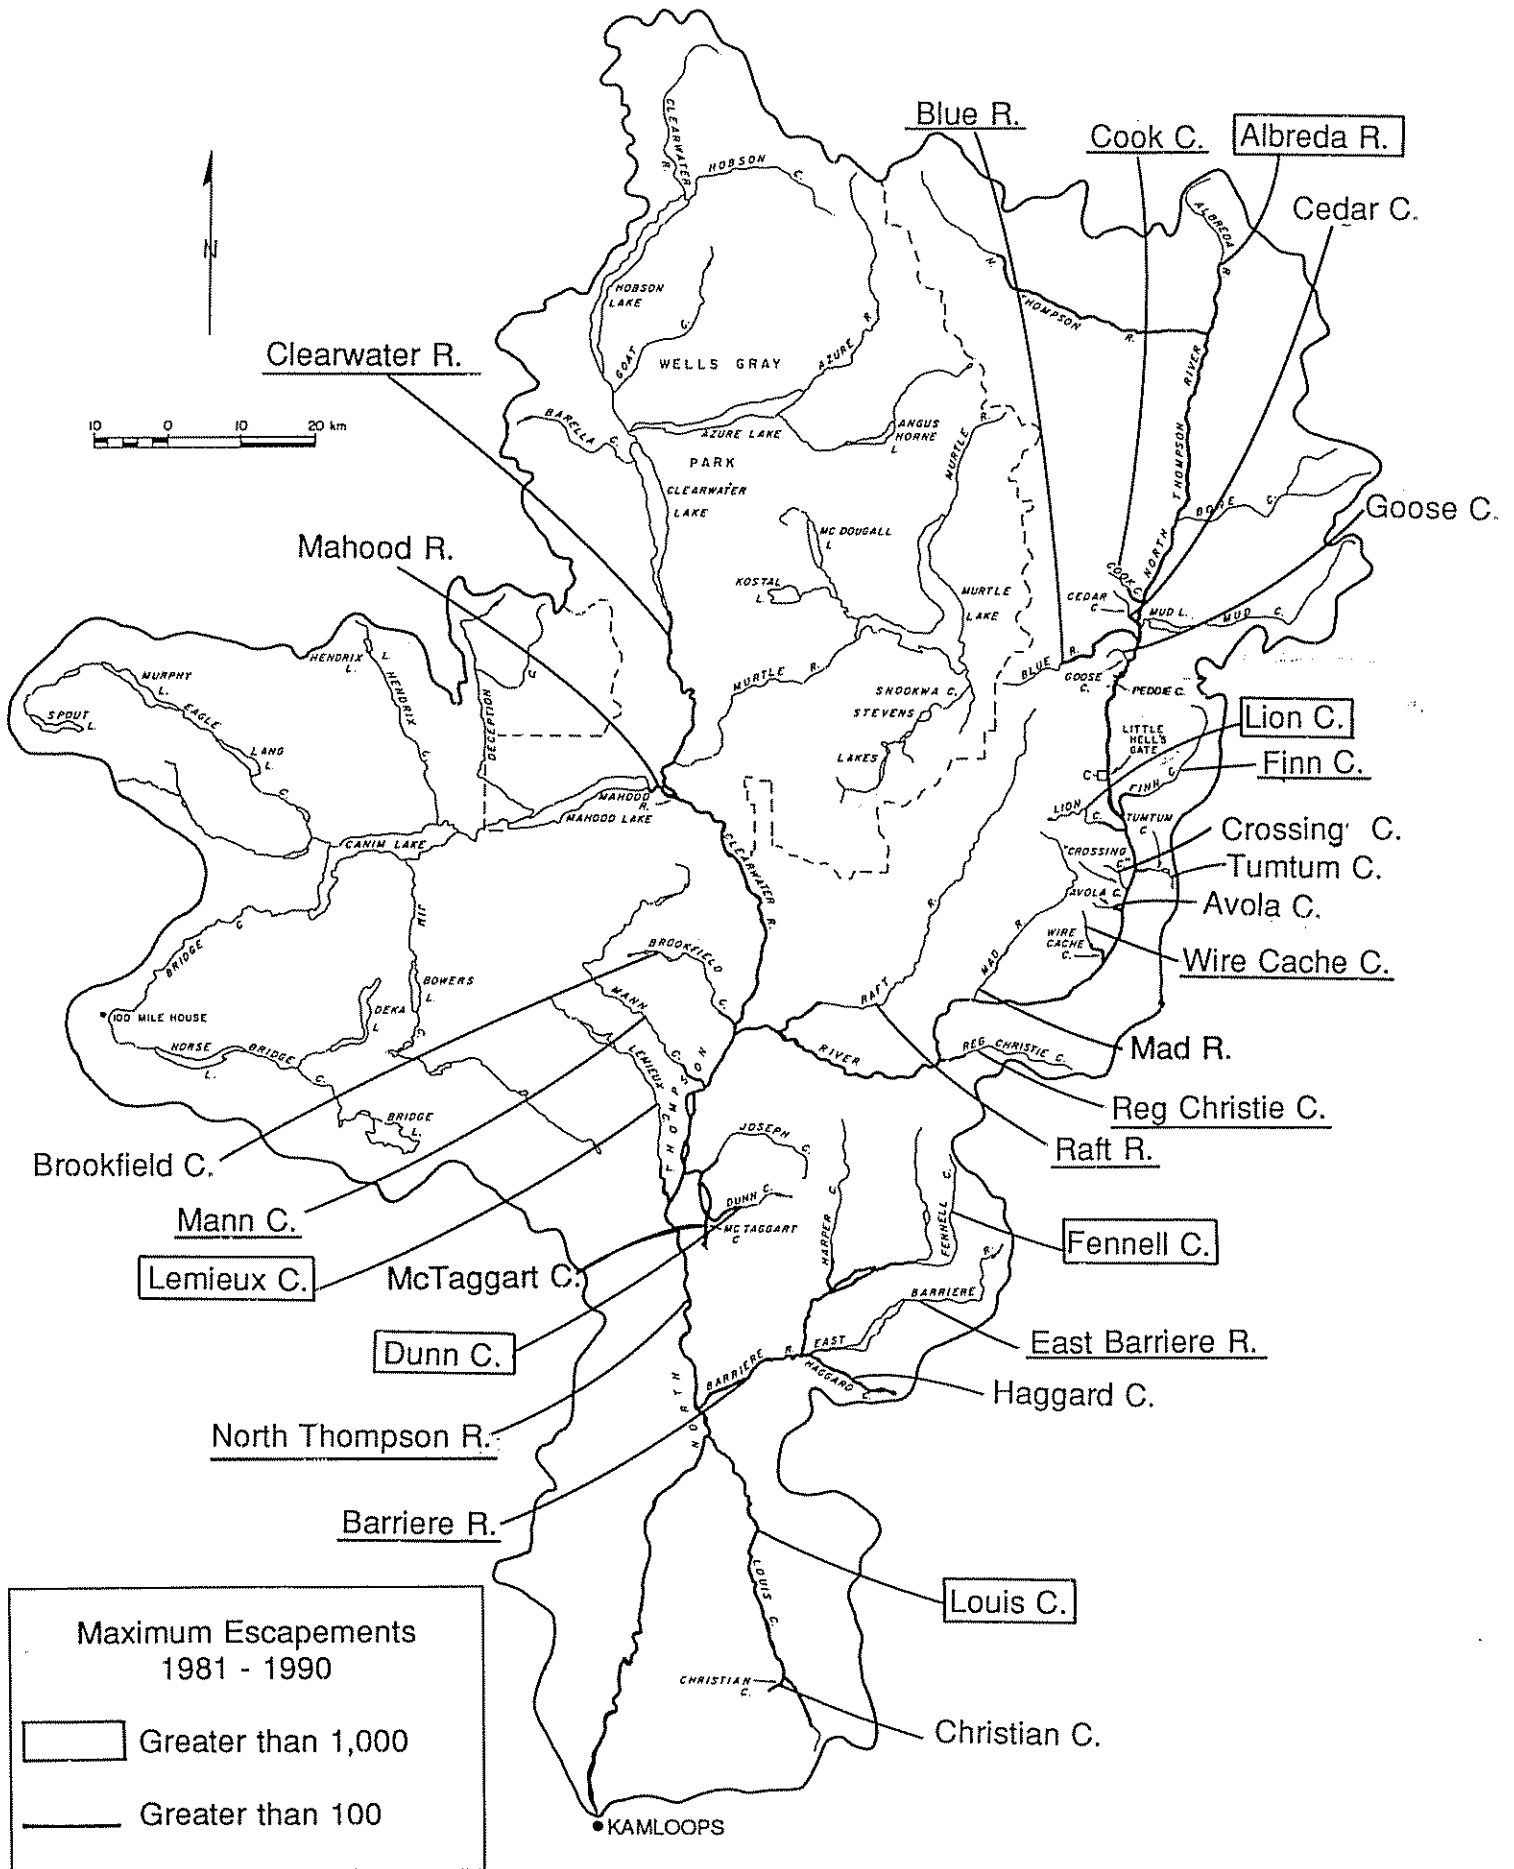 Blue R.
Cook C.
Albreda R.
Cedar C.
CLEARWATER R.
HOBSON C.
ALBREDA R.
N
HOBSON LAKE
N. THOMPSON R.
GOAT C.
WELLS GRAY
AZURE R.
Clearwater R.
NORTH THOMPSON RIVER
10 0 10 20 km
BARELLA C.
AZURE LAKE
ANGUS HORNE L
MURTLE R.
PARK
CLEARWATER LAKE
DORE C.
Goose C.
MC DOUGALL L
Mahood R.
KOSTAL L.
MURTLE LAKE
COOK C.
CEDAR C
MUD L.
MUD C.
HENDRIX L.
HENDRIX C.
MURPHY L.
EAGLE
SPOUT L.
LANG L.
C.
DECEPTION
C.
MURTLE R.
SNOOKWA C.
STEVENS
LAKES
BLUE R.
GOOSE C.
PEDDIE C.
LITTLE HELL'S GATE
C
Lion C.
Finn C.
FINN C
LION C.
TUMTUM C
MAHOOD R.
MAHOOD LAKE
CANIM LAKE
CLEARWATER R.
CROSSING C.
Crossing C.
Tumtum C.
AVOLA C.
Avola C.
WIRE CACHE C.
Wire Cache C.
JIM
BOWERS L.
C.
BRIDGE C.
BROOKFIELD C.
MANN C.
LEMIEUX C.
DEKA L
100 MILE HOUSE
HORSE L.
BRIDGE C.
BRIDGE L.
RAFT R.
MAD R.
RIVER
REG CHRISTIE C.
Mad R.
Reg Christie C.
Raft R.
THOMPSON
JOSEPH C.
Brookfield C.
Mann C.
DUNN C.
MC TAGGART C
HARPER C.
FENNELL C.
Fennell C.
Lemieux C.
McTaggart C.
BARRIERE R.
EAST
East Barriere R.
Dunn C.
BARRIERE R.
HAGGARD C.
Haggard C.
NORTH
North Thompson R.
Barriere R.
LOUIS C.
Louis C.
CHRISTIAN C.
Christian C.
KAMLOOPS
Maximum Escapements
1981 - 1990
Greater than 1,000
Greater than 100